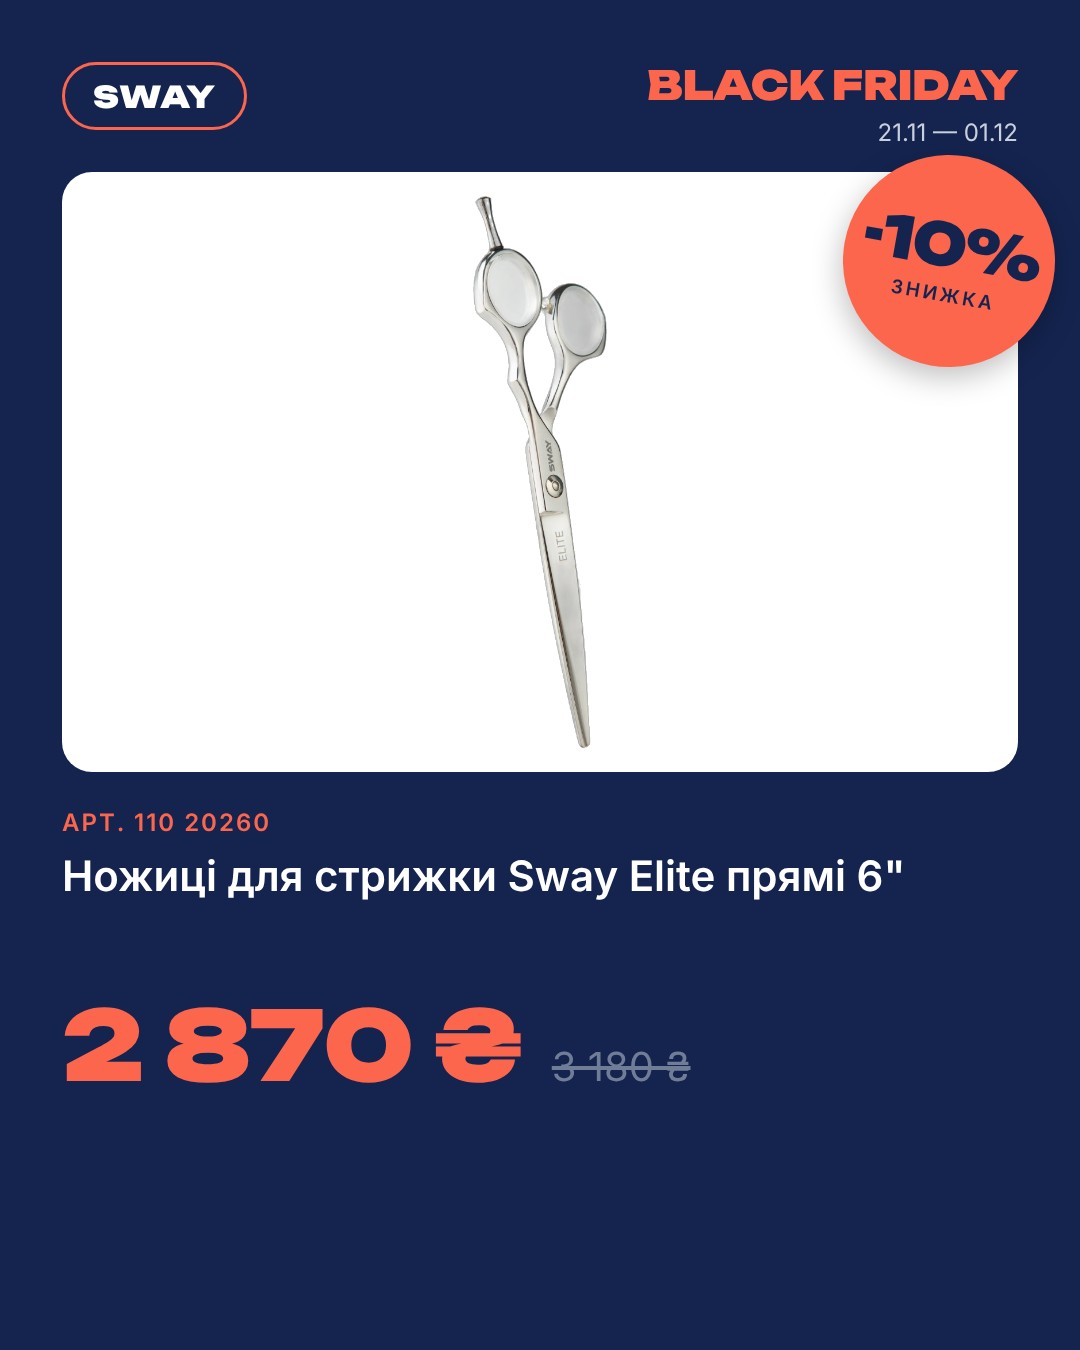 SWAY
BLACK FRIDAY
21.11 — 01.12
-10%
ЗНИЖКА
SWAY
ELITE
АРТ. 110 20260
Ножиці для стрижки Sway Elite прямі 6"
2 870 ₴
3 180 ₴